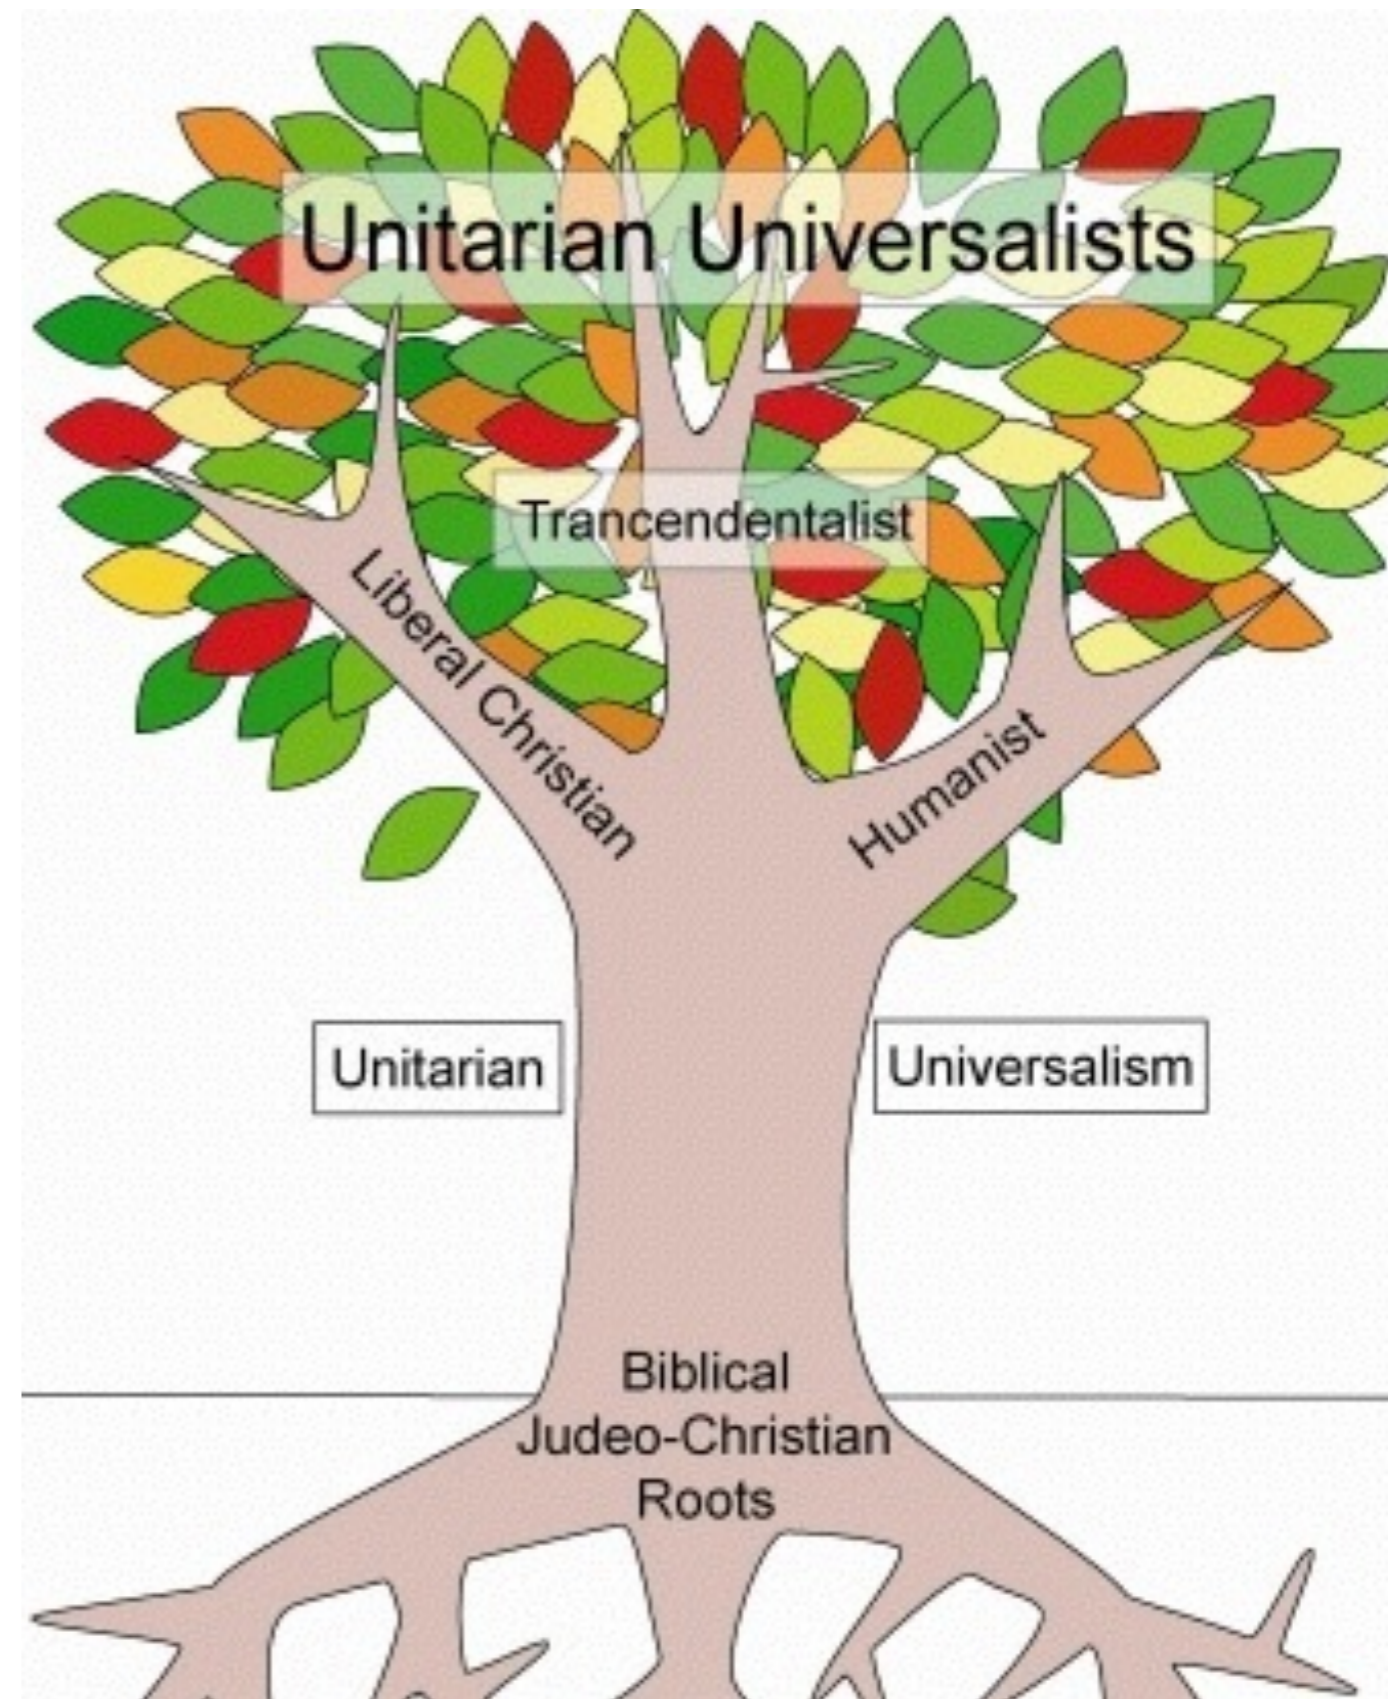 Unitarian Universalists
Trancendentalist
Liberal Christian
Humanist
Unitarian
Universalism
Biblical
Judeo-Christian
Roots